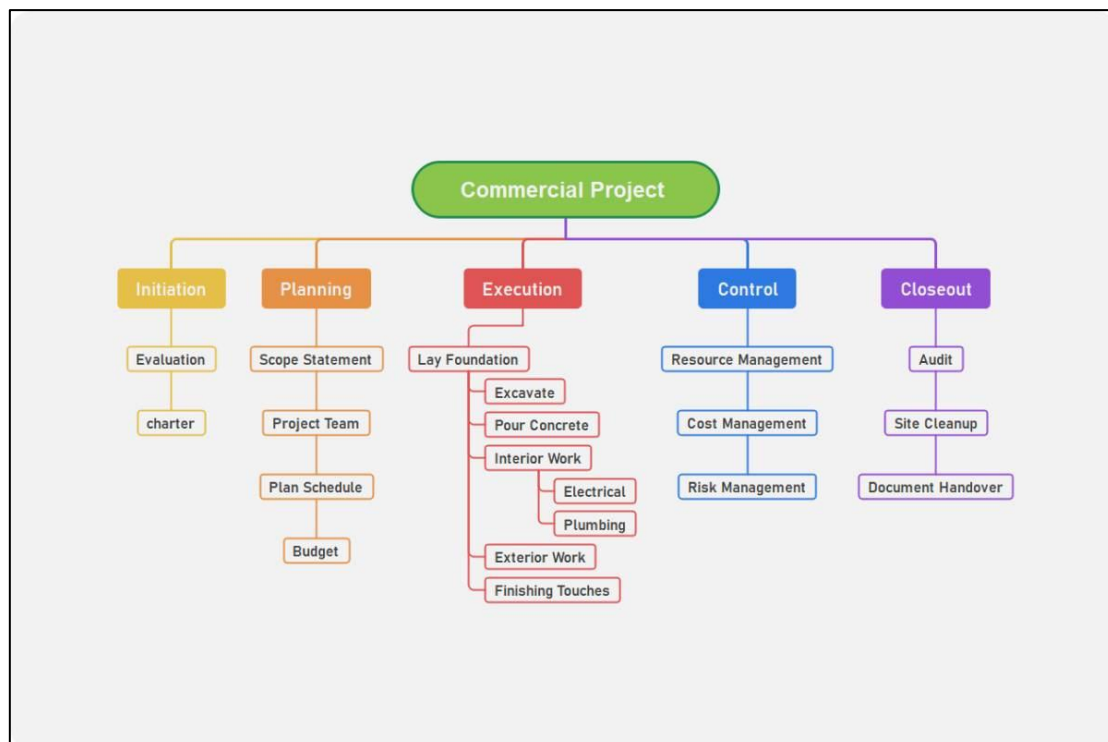 Commercial Project
Initiation
Evaluation
charter
Planning
Scope Statement
Project Team
Plan Schedule
Budget
Execution
Lay Foundation
Excavate
Pour Concrete
Interior Work
Electrical
Plumbing
Exterior Work
Finishing Touches
Control
Resource Management
Cost Management
Risk Management
Closeout
Audit
Site Cleanup
Document Handover